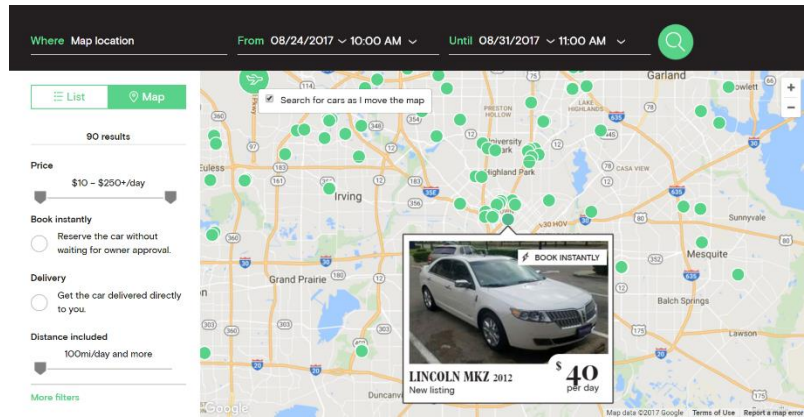 Where Map location
From 08/24/2017 10:00 AM
Until 08/31/2017 11:00 AM
List
Map
90 results
Price
$10 – $250+/day
Book instantly
Reserve the car without
waiting for owner approval.
Delivery
Get the car delivered directly
to you.
Distance included
100mi/day and more
More filters
Search for cars as I move the map
Garland
PRESTON
HOLLOW
LAKE
HIGHLANDS
CASA VIEW
Highland Park
Euless
Irving
Grand Prairie
Sunnyvale
Mesquite
Balch Springs
Lawson
+
−
BOOK INSTANTLY
LINCOLN MKZ 2012
New listing
$40
per day
Google
Map data ©2017 Google
Terms of Use
Report a map error